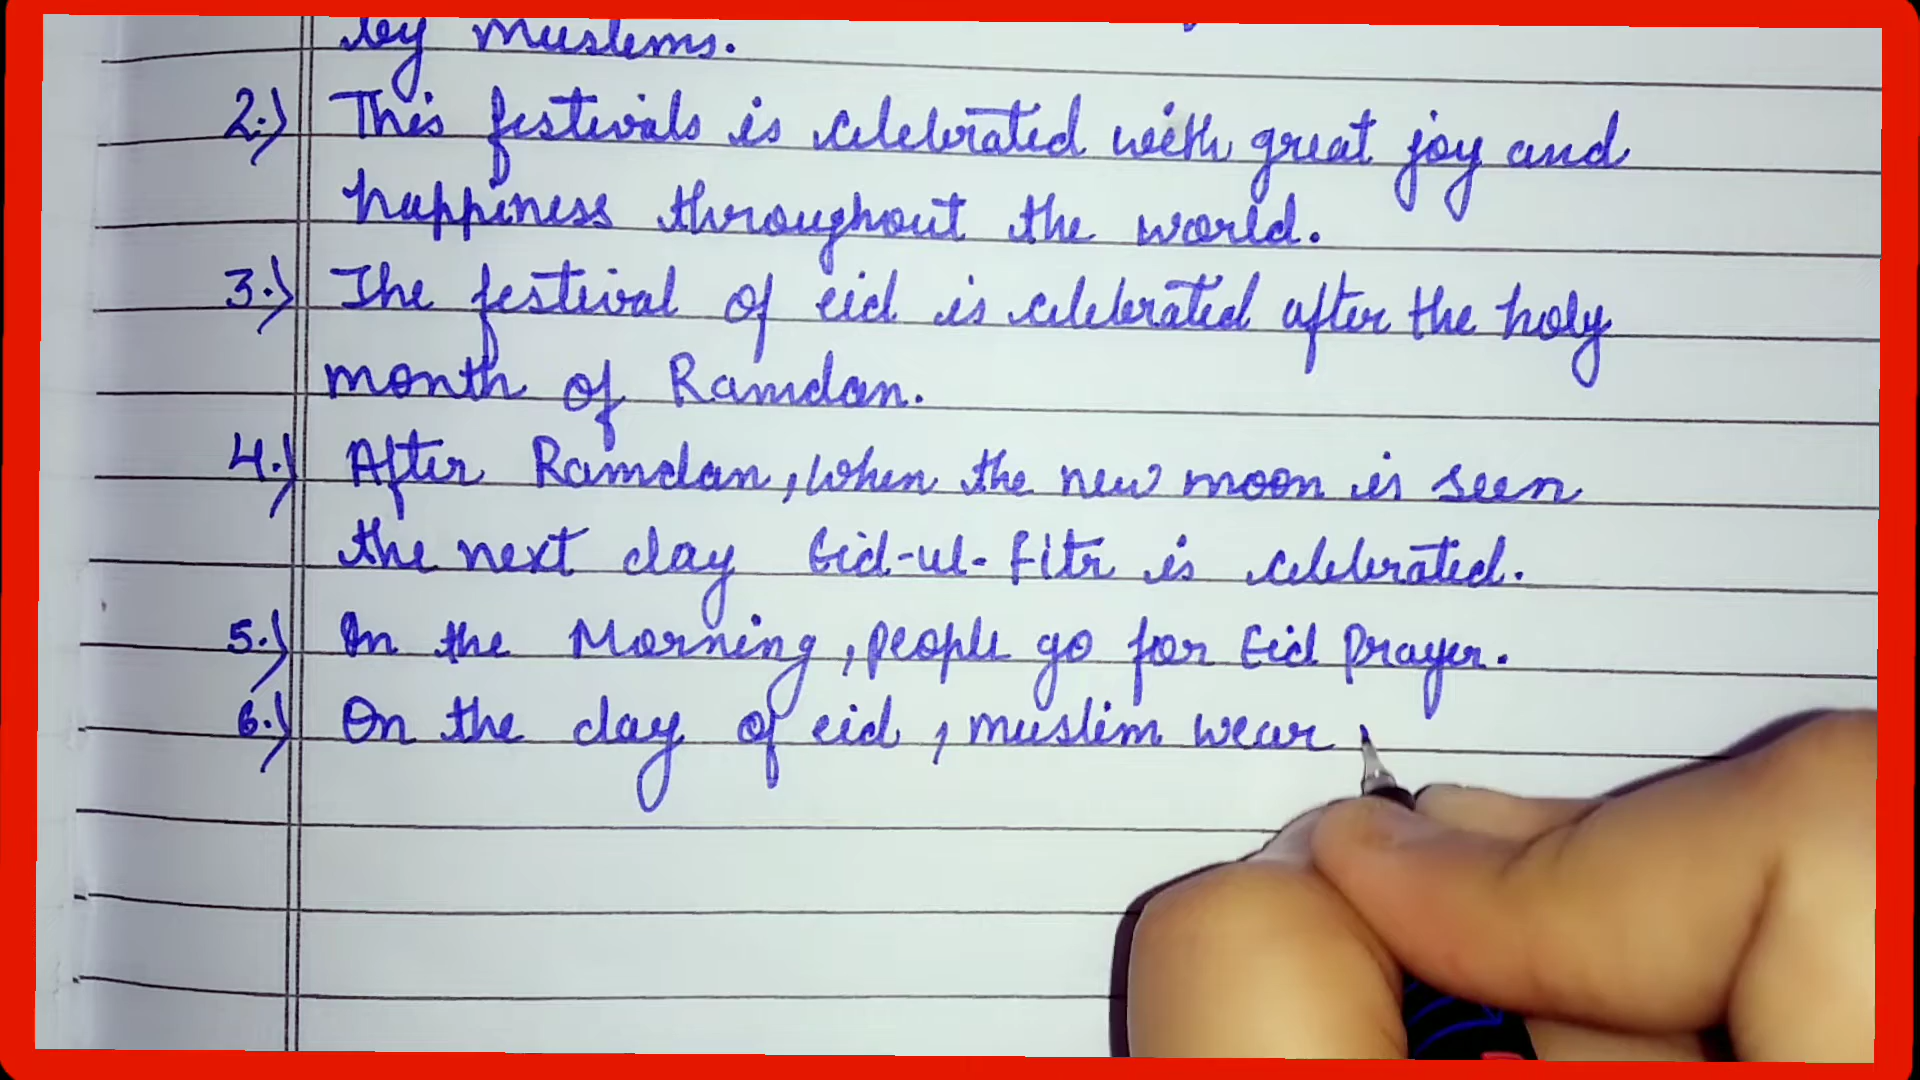 by Muslems.
2.) This festivals is celebrated with great joy and
happiness throughout the world.
3.) The festival of eid is celebrated after the holy
month of Ramdan.
4.) After Ramdan, when the new moon is seen
the next day Eid-ul-Fitr is celebrated.
5.) In the Morning, people go for Eid Prayer.
6.) On the day of eid, muslim wear